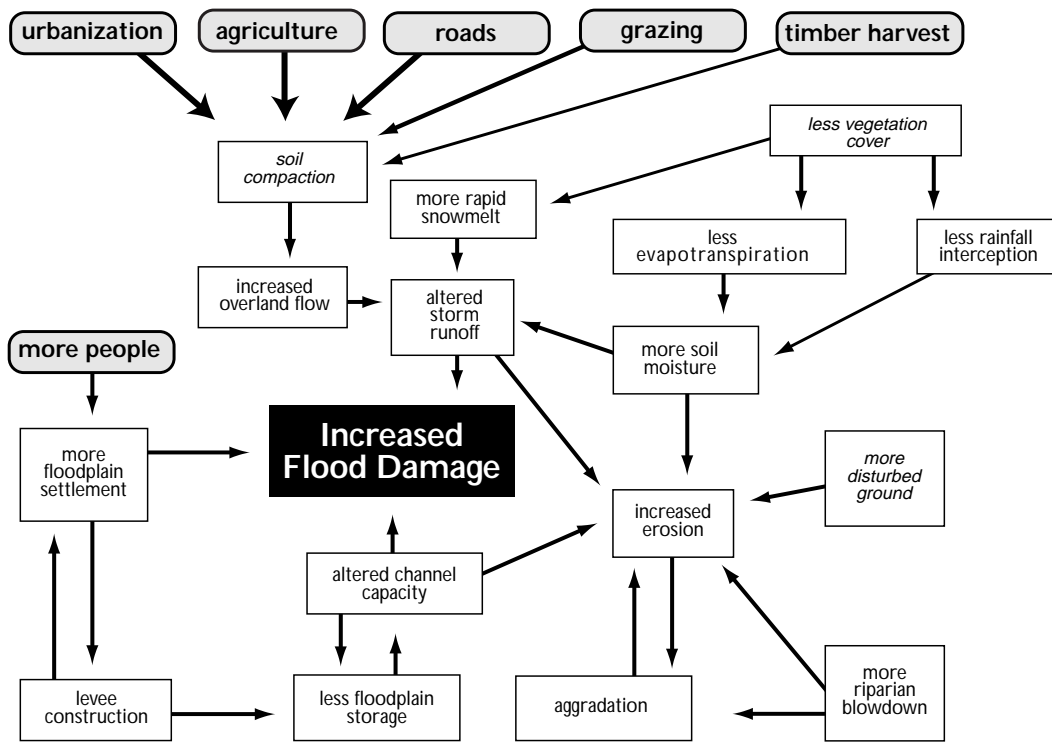 urbanization
agriculture
roads
grazing
timber harvest
less vegetation
cover
soil
compaction
more rapid
snowmelt
less
evapotranspiration
less rainfall
interception
increased
overland flow
altered
storm
runoff
more soil
moisture
more people
Increased
Flood Damage
more
floodplain
settlement
more
disturbed
ground
increased
erosion
altered channel
capacity
levee
construction
less floodplain
storage
aggradation
more
riparian
blowdown